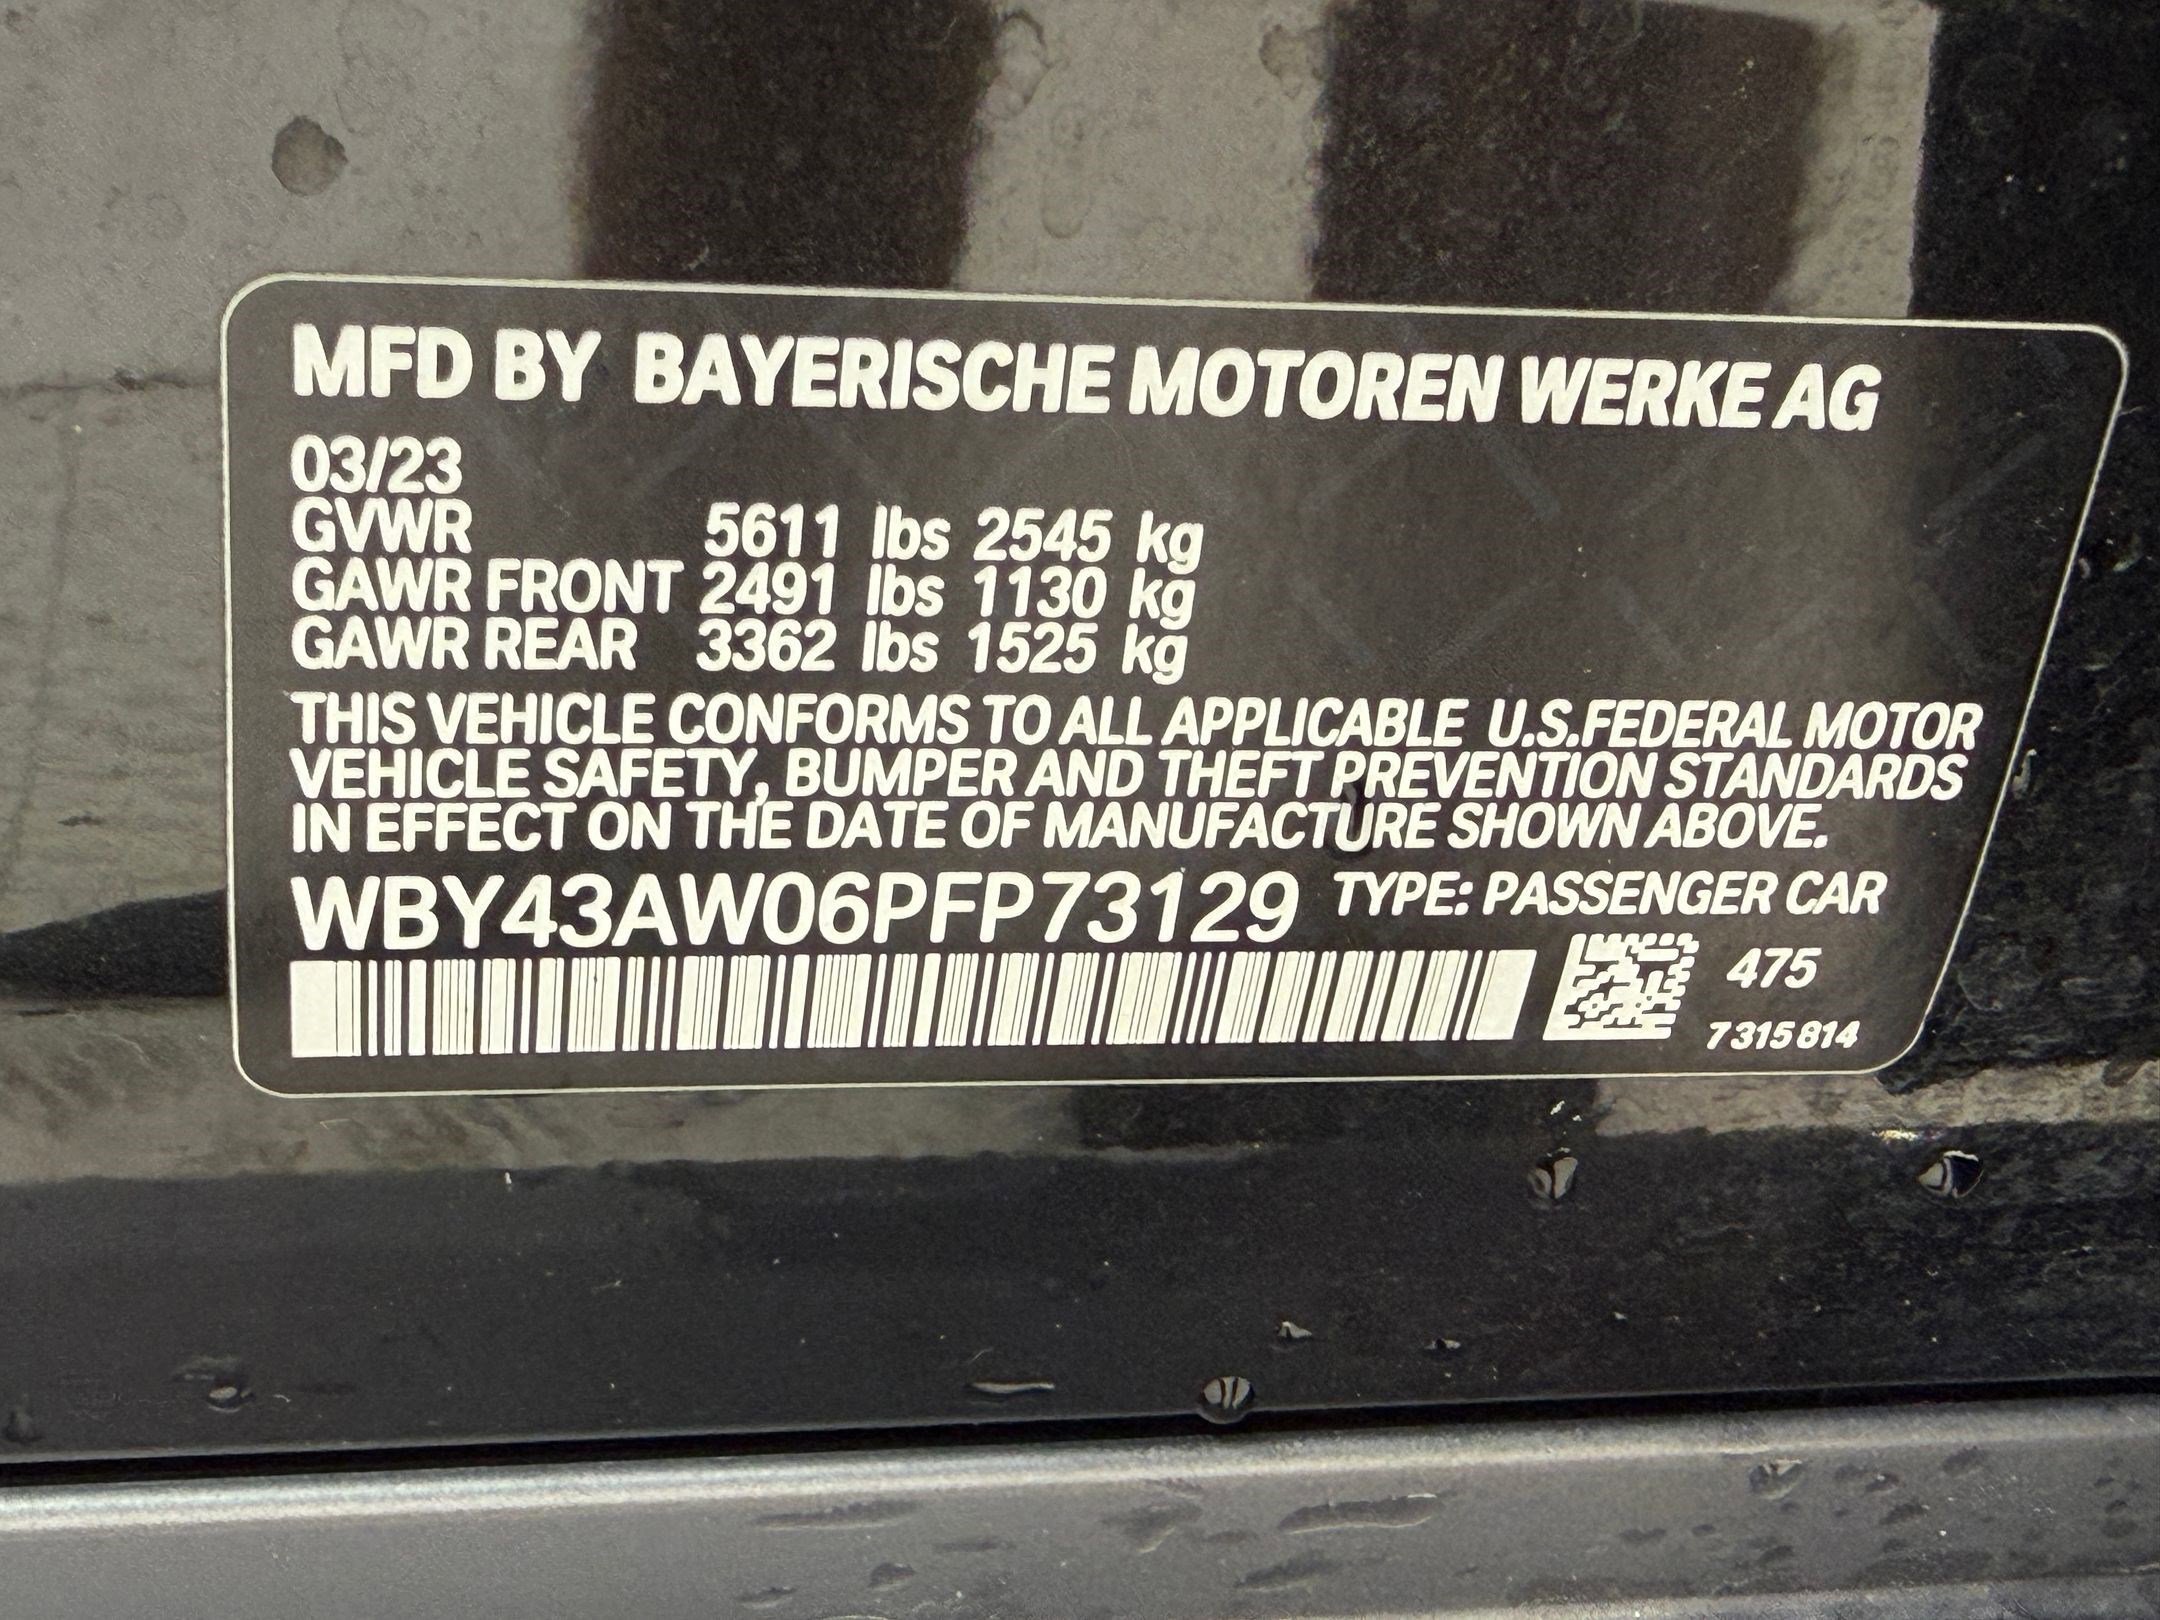 MFD BY BAYERISCHE MOTOREN WERKE AG
03/23
GVWR 5611 lbs 2545 kg
GAWR FRONT 2491 lbs 1130 kg
GAWR REAR 3362 lbs 1525 kg
THIS VEHICLE CONFORMS TO ALL APPLICABLE U.S.FEDERAL MOTOR
VEHICLE SAFETY, BUMPER AND THEFT PREVENTION STANDARDS
IN EFFECT ON THE DATE OF MANUFACTURE SHOWN ABOVE.
WBY43AW06PFP73129 TYPE: PASSENGER CAR
475
7315814